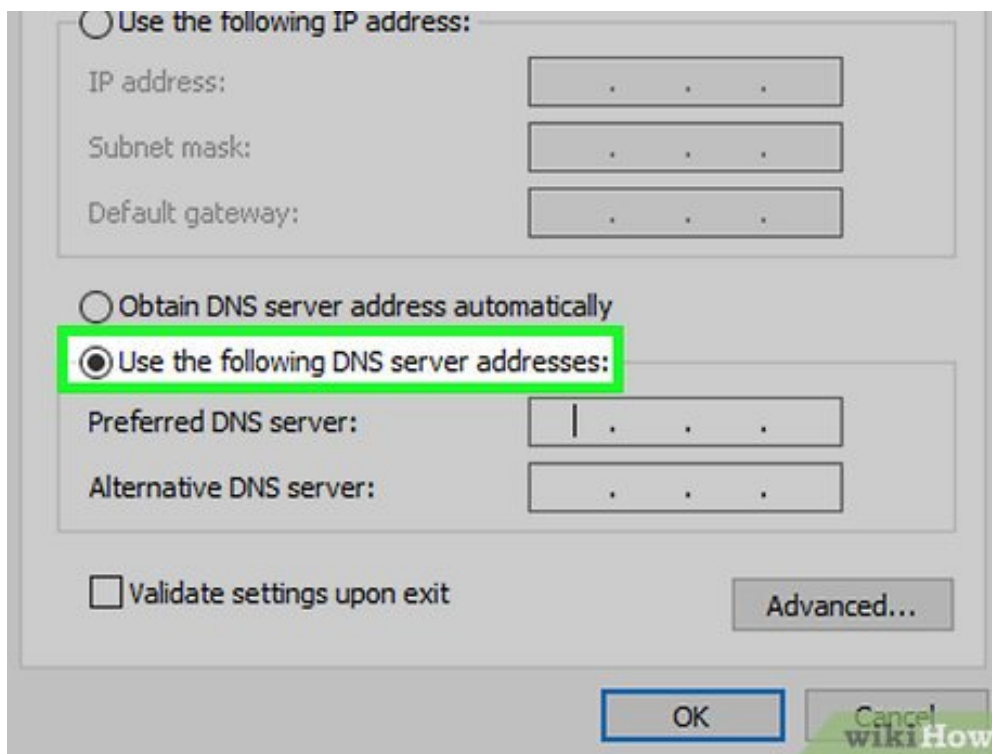 Use the following IP address:
IP address:
Subnet mask:
Default gateway:
Obtain DNS server address automatically
Use the following DNS server addresses:
Preferred DNS server:
Alternative DNS server:
Validate settings upon exit
Advanced...
OK
Cancel
wikiHow